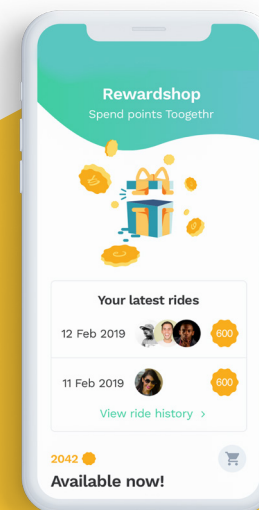 Rewardshop
Spend points Toogethr
Your latest rides
12 Feb 2019 600
11 Feb 2019 600
View ride history >
2042
Available now!